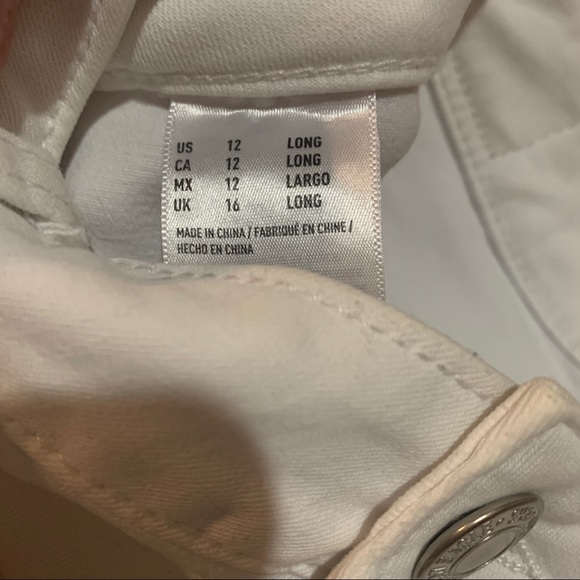 US 12 LONG
CA 12 LONG
MX 12 LARGO
UK 16 LONG
MADE IN CHINA / FABRIQUÉ EN CHINE /
HECHO EN CHINA